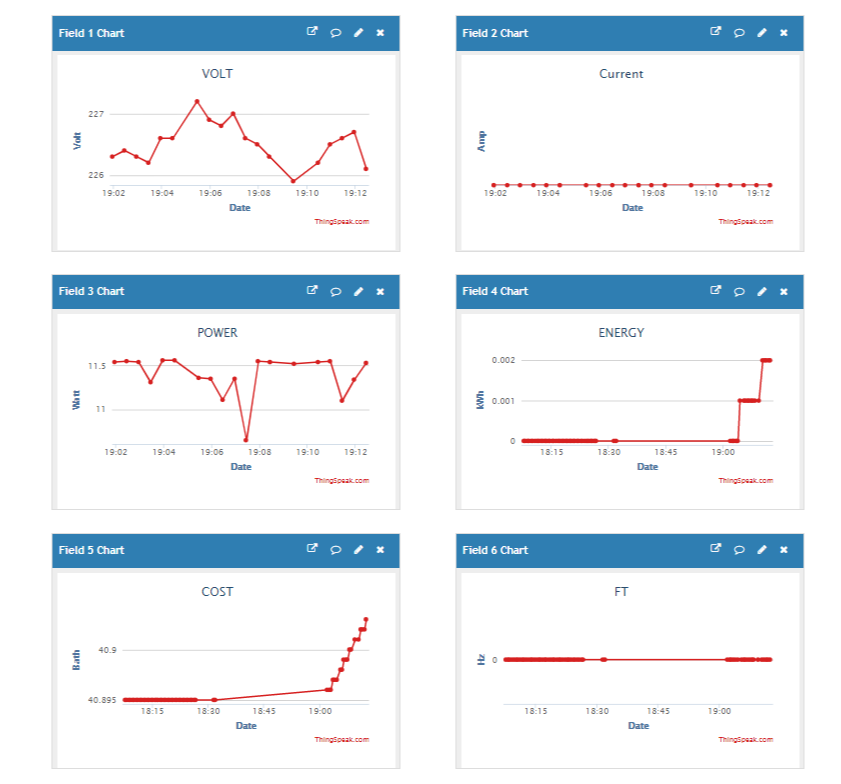 Field 1 Chart
VOLT
Volt
227
226
19:02 19:04 19:06 19:08 19:10 19:12
Date
ThingSpeak.com
Field 2 Chart
Current
Amp
19:02 19:04 19:06 19:08 19:10 19:12
Date
ThingSpeak.com
Field 3 Chart
POWER
Watt
11.5
11
19:02 19:04 19:06 19:08 19:10 19:12
Date
ThingSpeak.com
Field 4 Chart
ENERGY
kWh
0.002
0.001
0
18:15 18:30 18:45 19:00
Date
ThingSpeak.com
Field 5 Chart
COST
Bath
40.9
40.895
18:15 18:30 18:45 19:00
Date
ThingSpeak.com
Field 6 Chart
FT
Hz
0
18:15 18:30 18:45 19:00
Date
ThingSpeak.com